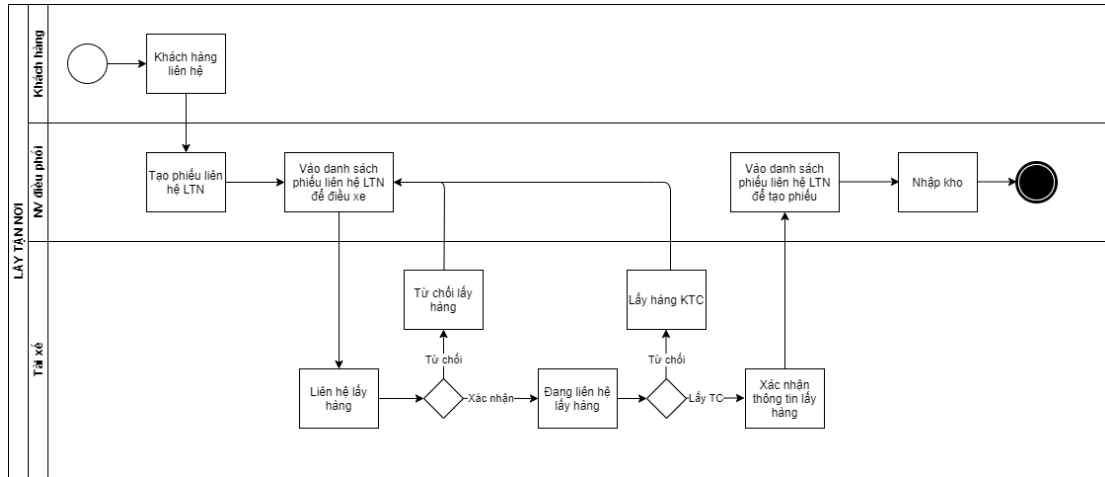 LẤY TẬN NƠI
Khách hàng
Khách hàng
liên hệ
NV điều phối
Tạo phiếu liên
hệ LTN
Vào danh sách
phiếu liên hệ LTN
để điều xe
Vào danh sách
phiếu liên hệ LTN
để tạo phiếu
Nhập kho
Tài xế
Từ chối lấy
hàng
Lấy hàng KTC
Từ chối
Từ chối
Liên hệ lấy
hàng
Xác nhận
Đang liên hệ
lấy hàng
Lấy TC
Xác nhận
thông tin lấy
hàng